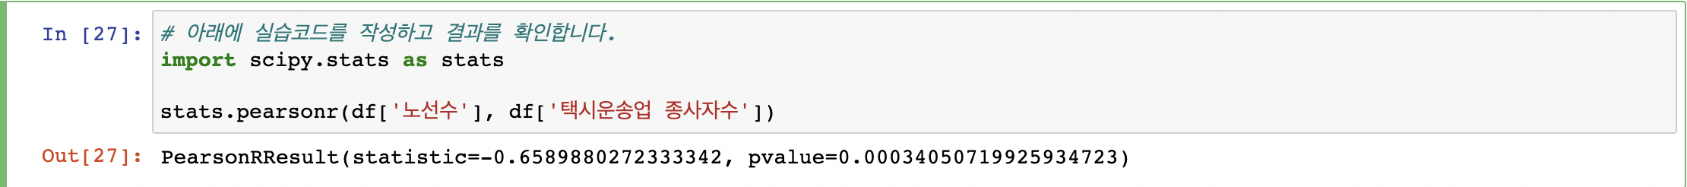 In [27]: # 아래에 실습코드를 작성하고 결과를 확인합니다.
import scipy.stats as stats
stats.pearsonr(df['노선수'], df['택시운송업 종사자수'])
Out[27]: PearsonRResult(statistic=-0.6589880272333342, pvalue=0.00034050719925934723)